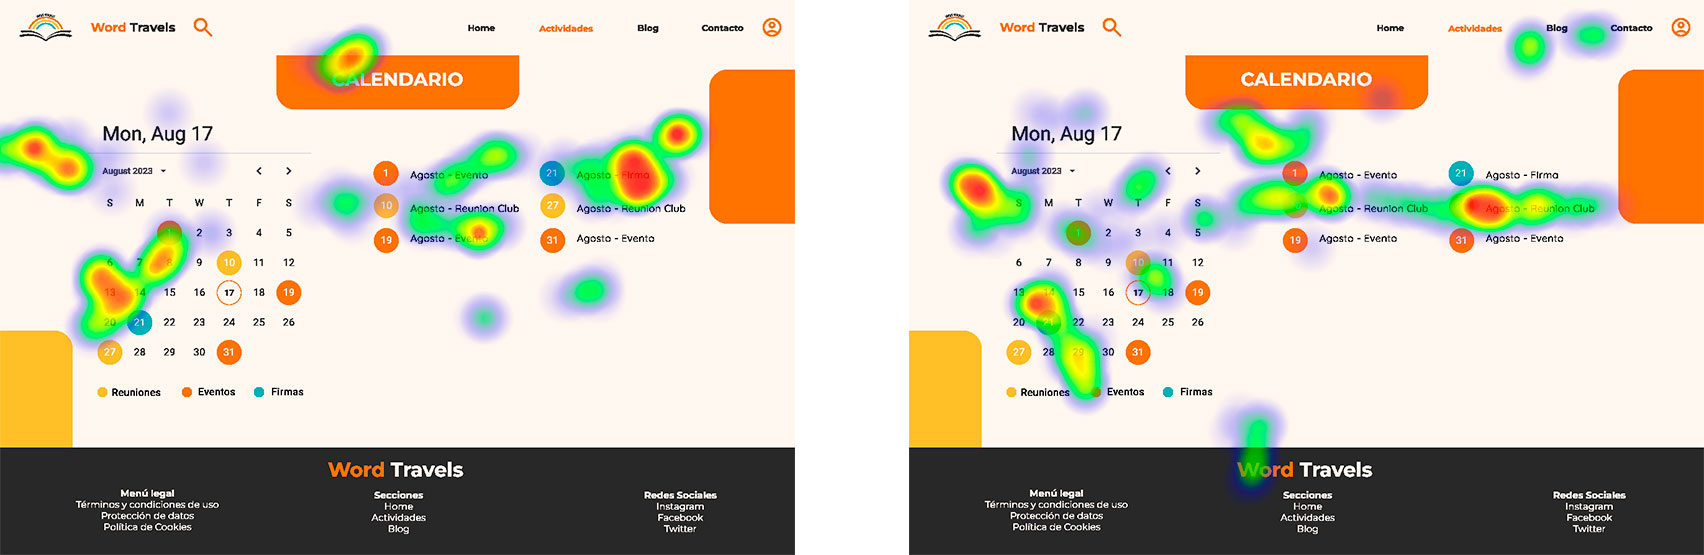 Word Travels
Home
Actividades
Blog
Contacto
CALENDARIO
Mon, Aug 17
August 2023
S M T W T F S
1 2 3 4 5
6 7 8 9 10 11 12
13 14 15 16 17 18 19
20 21 22 23 24 25 26
27 28 29 30 31
Reuniones Eventos Firmas
1 Agosto - Evento
10 Agosto - Reunion Club
19 Agosto - Evento
21 Agosto - FIrma
27 Agosto - Reunion Club
31 Agosto - Evento
Word Travels
Menú legal
Términos y condiciones de uso
Protección de datos
Política de Cookies
Secciones
Home
Actividades
Blog
Redes Sociales
Instagram
Facebook
Twitter
Word Travels
Home
Actividades
Blog
Contacto
CALENDARIO
Mon, Aug 17
August 2023
S M T W T F S
1 2 3 4 5
6 7 8 9 10 11 12
13 14 15 16 17 18 19
20 21 22 23 24 25 26
27 28 29 30 31
Reuniones Eventos Firmas
1 Agosto - Evento
Agosto - Reunion Club
19 Agosto - Evento
21 Agosto - FIrma
Agosto - Reunion Club
31 Agosto - Evento
Word Travels
Menú legal
Términos y condiciones de uso
Protección de datos
Política de Cookies
Secciones
Home
Actividades
Blog
Redes Sociales
Instagram
Facebook
Twitter